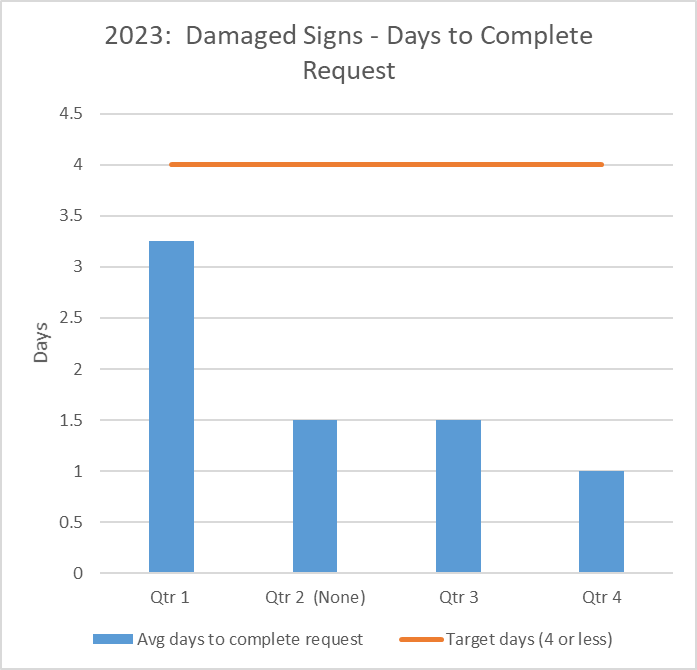 2023:  Damaged Signs - Days to Complete
Request
4.5
4
3.5
3
2.5
2
1.5
1
0.5
0
Days
Qtr 1
Qtr 2  (None)
Qtr 3
Qtr 4
Avg days to complete request
Target days (4 or less)